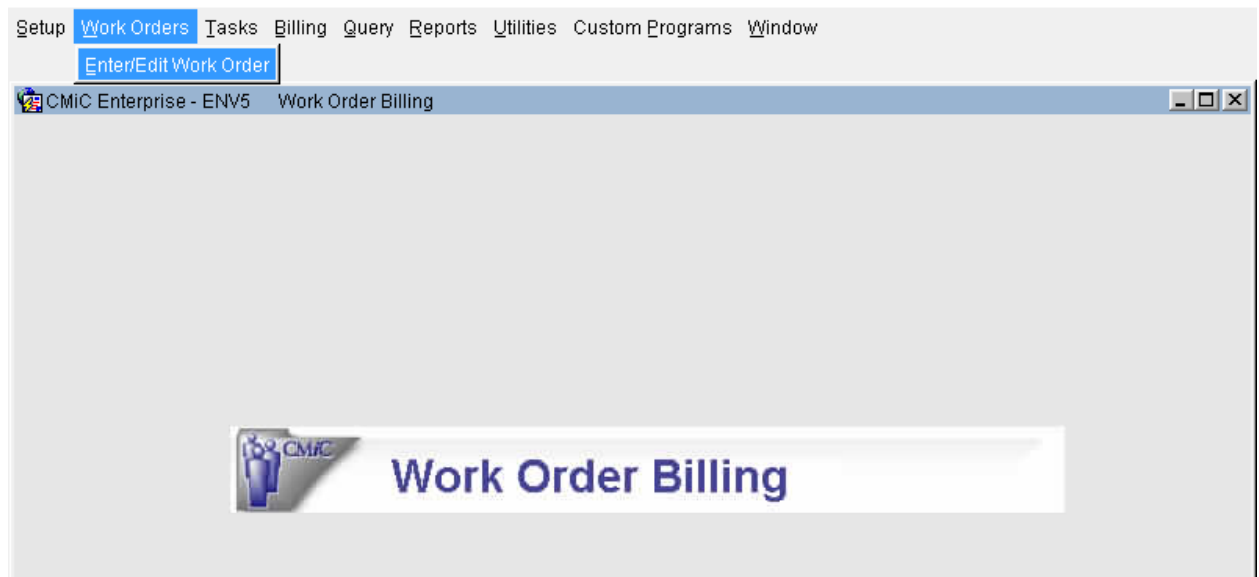 Setup Work Orders Tasks Billing Query Reports Utilities Custom Programs Window
Enter/Edit Work Order
CMiC Enterprise - ENV5 Work Order Billing
CMiC
Work Order Billing